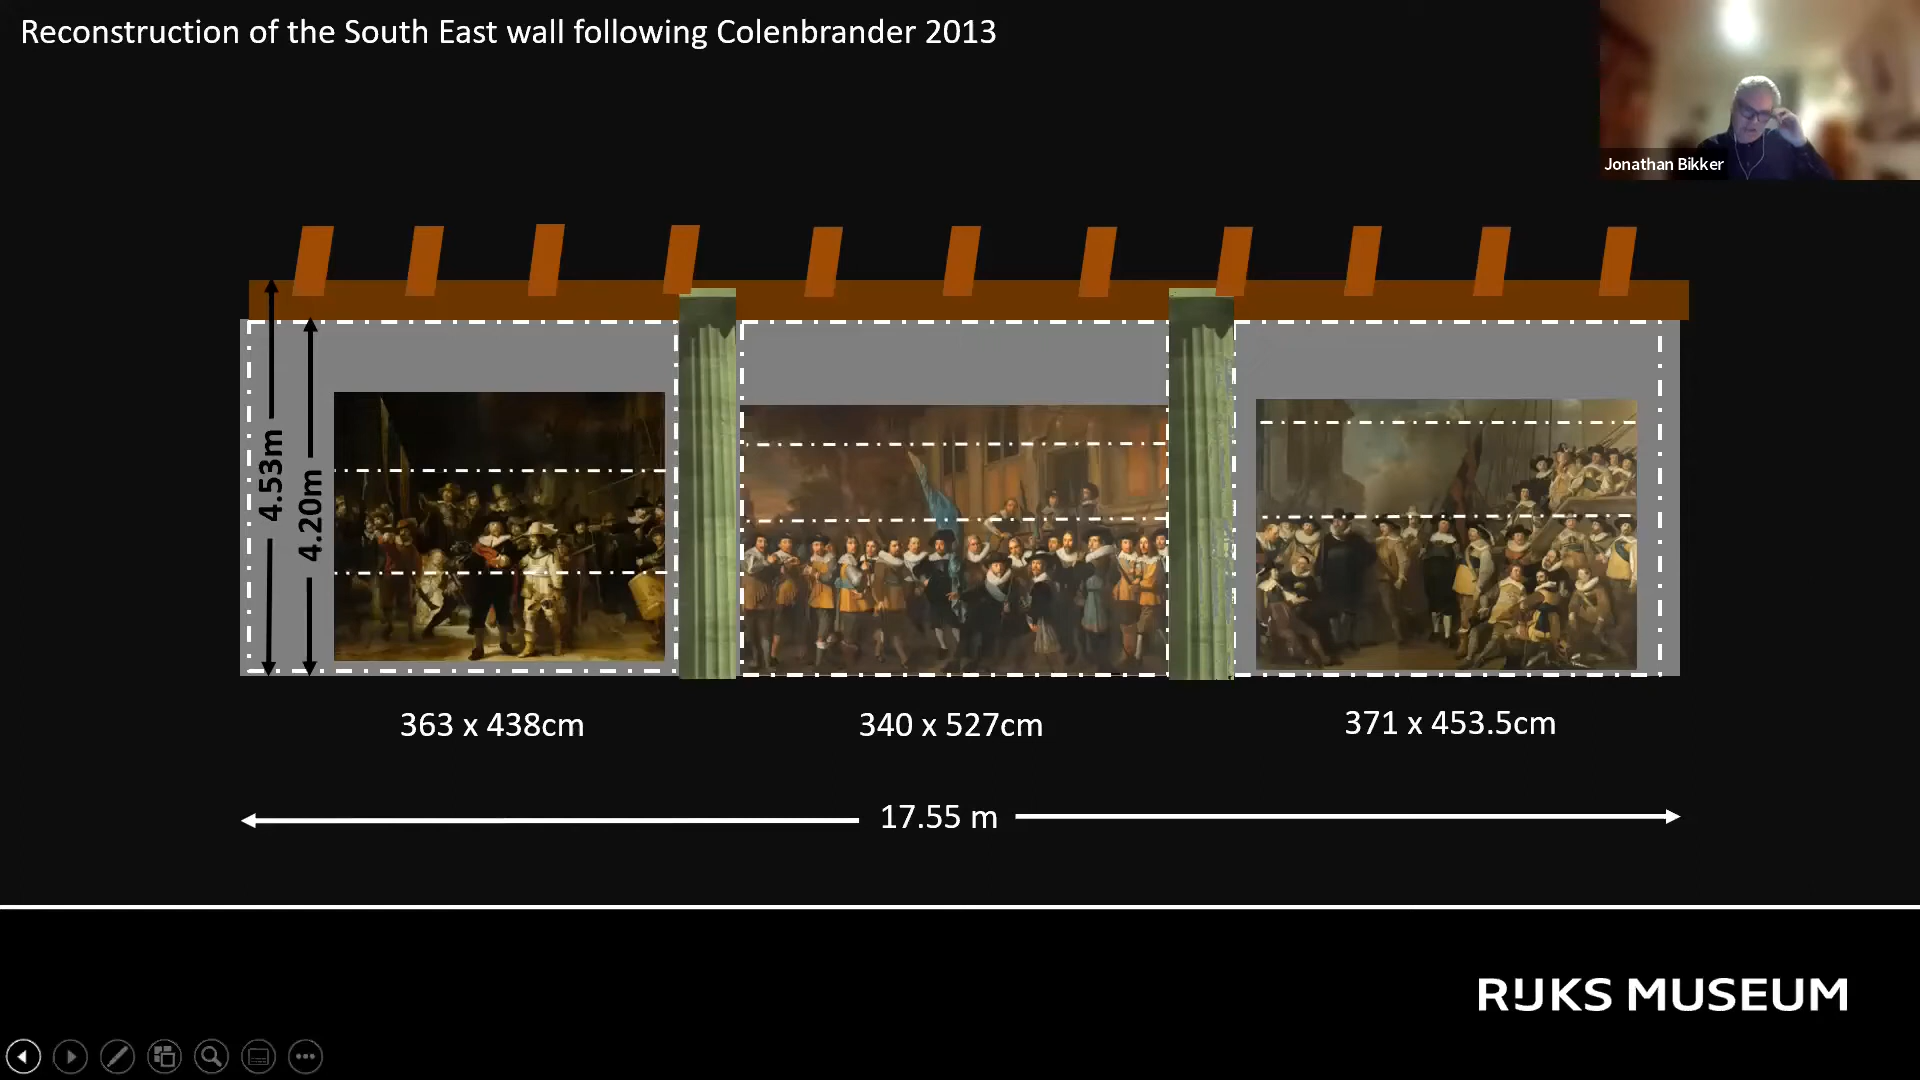 Reconstruction of the South East wall following Colenbrander 2013
Jonathan Bikker
4.53m
4.20m
363 x 438cm
340 x 527cm
371 x 453.5cm
17.55 m
RIJKS MUSEUM